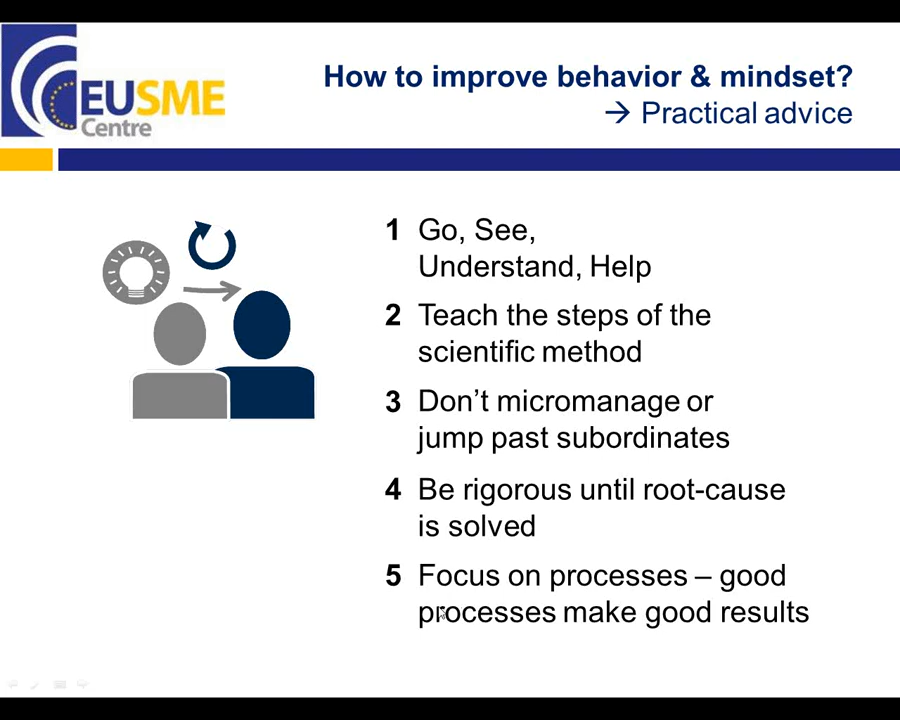 EUSME
Centre
How to improve behavior & mindset?
→ Practical advice
1 Go, See,
Understand, Help
2 Teach the steps of the
scientific method
3 Don’t micromanage or
jump past subordinates
4 Be rigorous until root-cause
is solved
5 Focus on processes – good
processes make good results